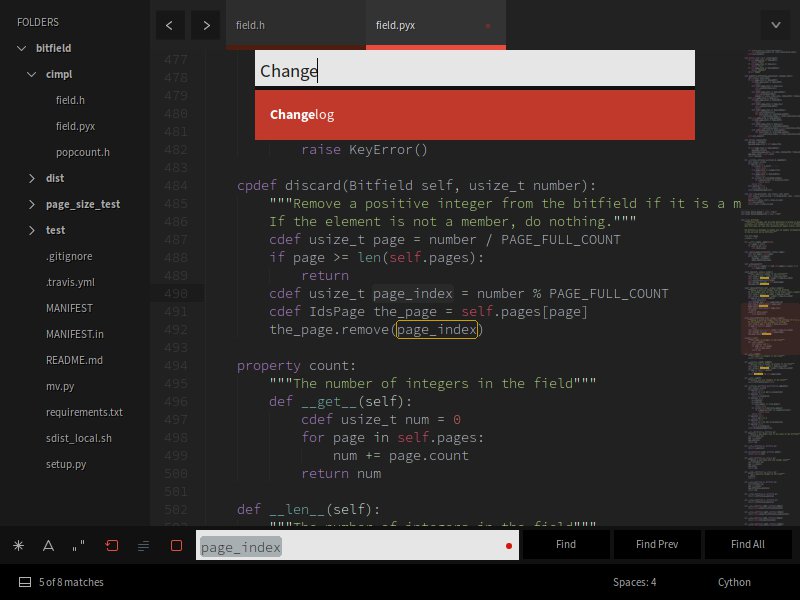 FOLDERS
bitfield
cimpl
field.h
field.pyx
popcount.h
dist
page_size_test
test
.gitignore
.travis.yml
MANIFEST
MANIFEST.in
README.md
mv.py
requirements.txt
sdist_local.sh
setup.py
field.h
field.pyx
Change
Changelog
477
478
479
480
481
482 raise KeyError()
483
484 cpdef discard(Bitfield self, usize_t number):
485 """Remove a positive integer from the bitfield if it is a m
486 If the element is not a member, do nothing."""
487 cdef usize_t page = number / PAGE_FULL_COUNT
488 if page >= len(self.pages):
489 return
490 cdef usize_t page_index = number % PAGE_FULL_COUNT
491 cdef IdsPage the_page = self.pages[page]
492 the_page.remove(page_index)
493
494 property count:
495 """The number of integers in the field"""
496 def __get__(self):
497 cdef usize_t num = 0
498 for page in self.pages:
499 num += page.count
500 return num
501
502 def __len__(self):
503 """The number of integers in the field"""
page_index
Find
Find Prev
Find All
5 of 8 matches
Spaces: 4
Cython